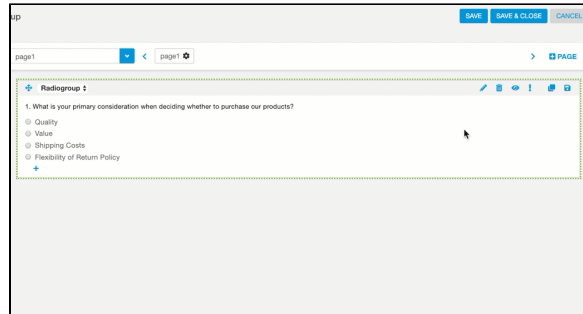 up
SAVE SAVE & CLOSE CANCEL
page1 page1 PAGE
Radiogroup
1. What is your primary consideration when deciding whether to purchase our products?
Quality
Value
Shipping Costs
Flexibility of Return Policy